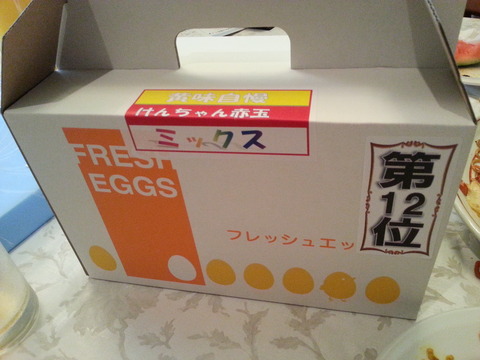 黄味自慢
けんちゃん赤玉
ミックス
FRESH
EGGS
フレッシュエッ
第
12
位